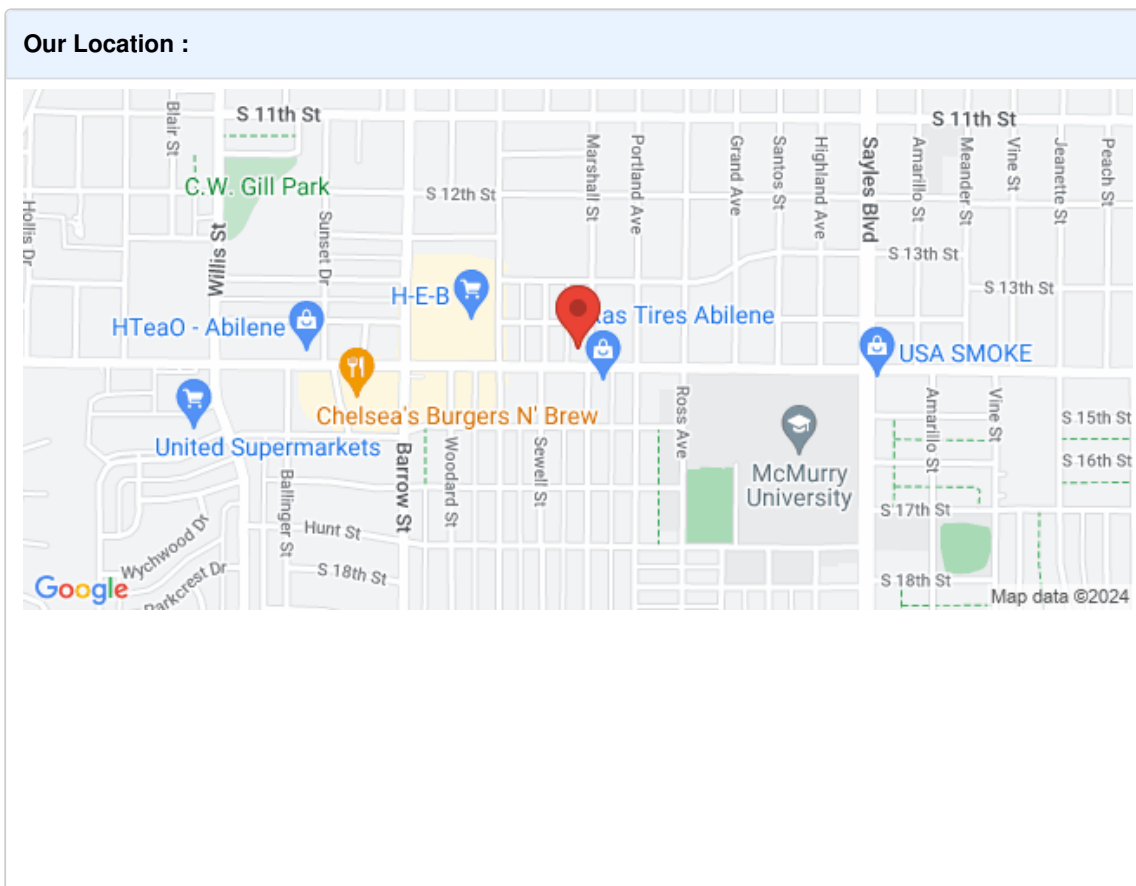 Our Location :
S 11th St
S 11th St
Blair St
C.W. Gill Park
S 12th St
Marshall St
Portland Ave
Grand Ave
Santos St
Highland Ave
Sayles Blvd
Amarillo St
Meander St
Vine St
Jeanette St
Peach St
Hollis Dr
Willis St
Sunset Dr
S 13th St
S 13th St
H-E-B
HTeaO - Abilene
as Tires Abilene
USA SMOKE
Chelsea's Burgers N' Brew
United Supermarkets
Ross Ave
Amarillo St
Vine St
S 15th St
S 16th St
McMurry
University
Barrow St
Woodard St
Sewell St
Ballinger St
Hunt St
S 17th St
Wychwood Dr
Parkcrest Dr
S 18th St
S 18th St
Google
Map data ©2024